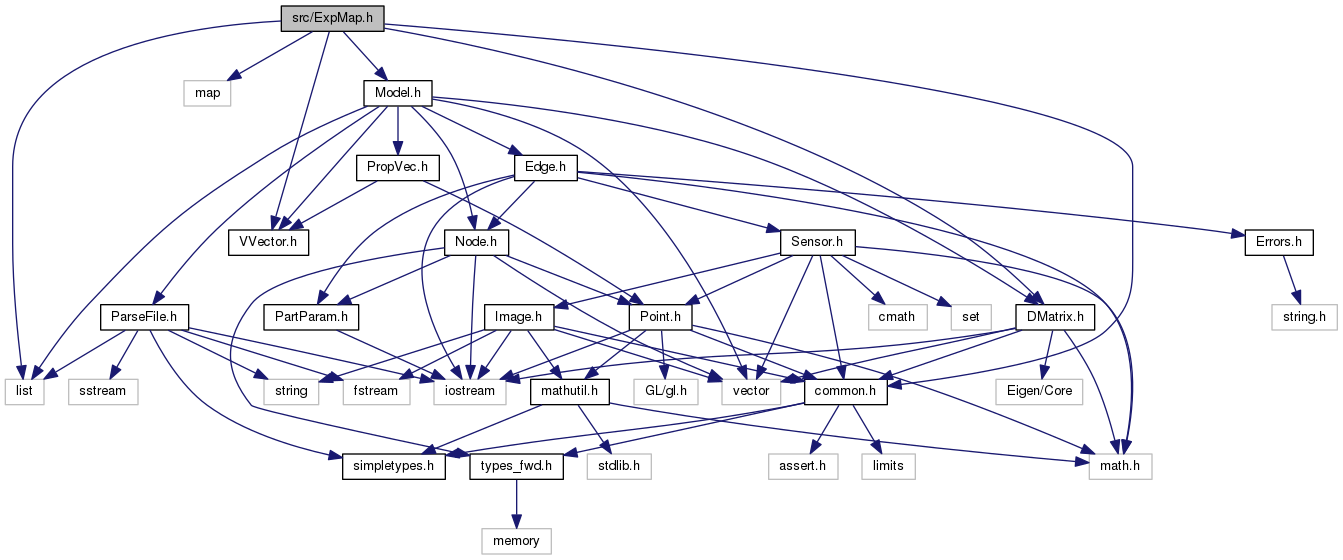 src/ExpMap.h
map
Model.h
PropVec.h
Edge.h
VVector.h
Node.h
Sensor.h
Errors.h
ParseFile.h
PartParam.h
Image.h
Point.h
cmath
set
DMatrix.h
string.h
list
sstream
string
fstream
iostream
mathutil.h
GL/gl.h
vector
common.h
Eigen/Core
simpletypes.h
types_fwd.h
stdlib.h
assert.h
limits
math.h
memory